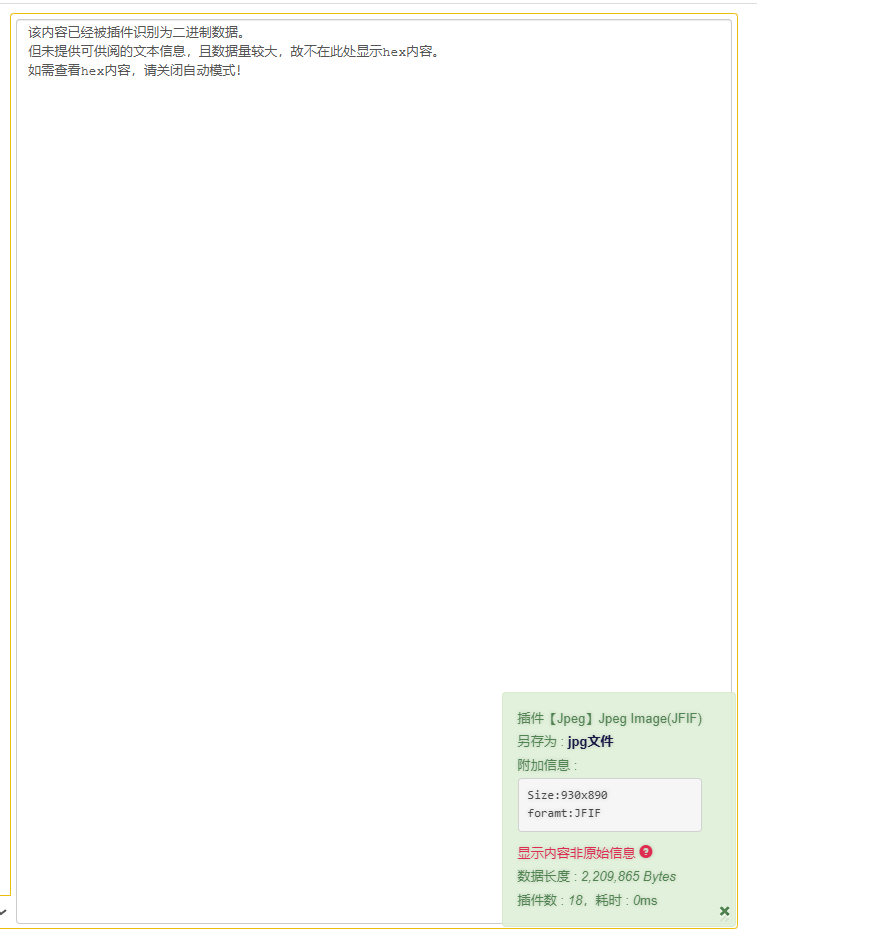 该内容已经被插件识别为二进制数据。
但未提供可供阅的文本信息，且数据量较大，故不在此处显示hex内容。
如需查看hex内容，请关闭自动模式！
插件【Jpeg】Jpeg Image(JFIF)
另存为 : jpg文件
附加信息 :
Size:930x890
foramt:JFIF
显示内容非原始信息 ?
数据长度 : 2,209,865 Bytes
插件数 : 18，耗时 : 0ms